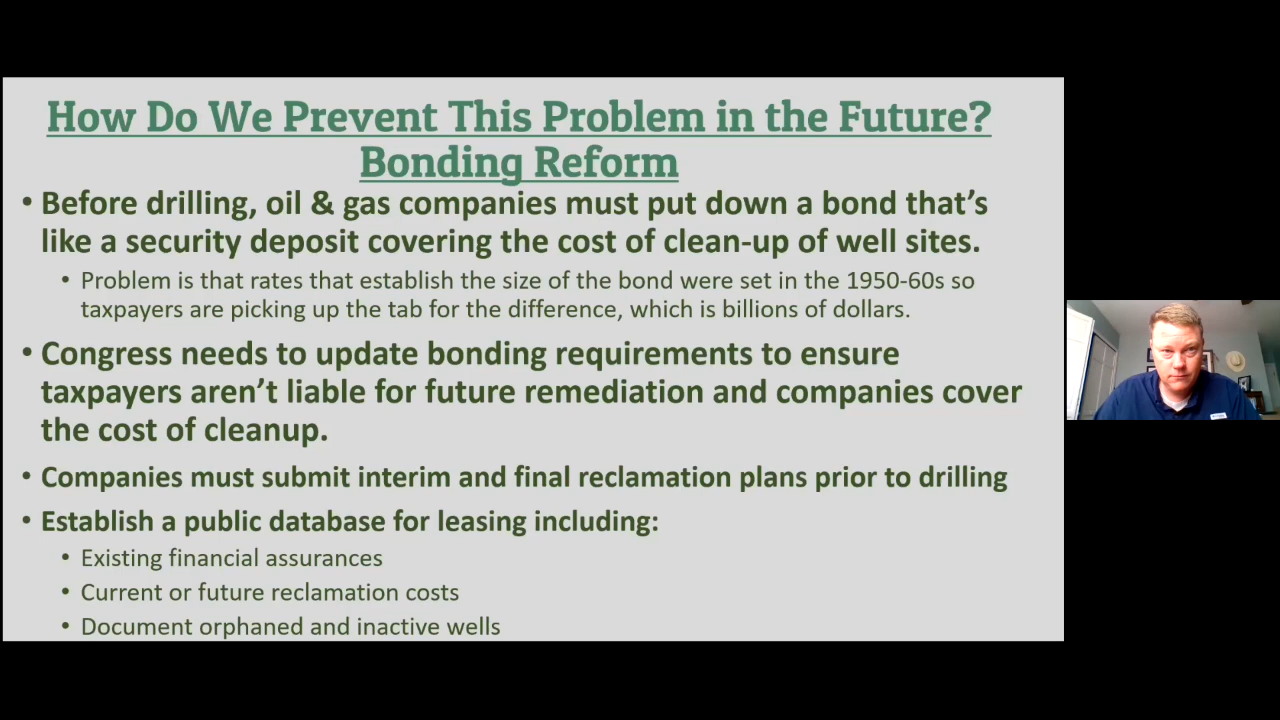 How Do We Prevent This Problem in the Future?
Bonding Reform
• Before drilling, oil & gas companies must put down a bond that’s
like a security deposit covering the cost of clean-up of well sites.
• Problem is that rates that establish the size of the bond were set in the 1950-60s so
taxpayers are picking up the tab for the difference, which is billions of dollars.
• Congress needs to update bonding requirements to ensure
taxpayers aren’t liable for future remediation and companies cover
the cost of cleanup.
• Companies must submit interim and final reclamation plans prior to drilling
• Establish a public database for leasing including:
• Existing financial assurances
• Current or future reclamation costs
• Document orphaned and inactive wells